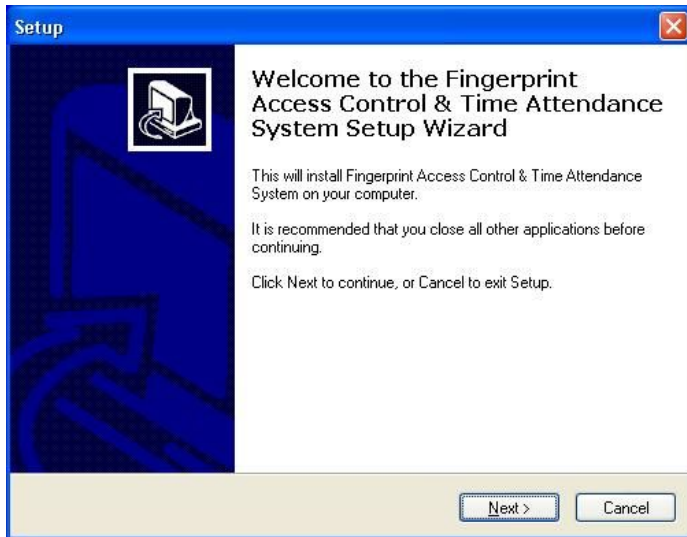 Setup
Welcome to the Fingerprint
Access Control & Time Attendance
System Setup Wizard
This will install Fingerprint Access Control & Time Attendance
System on your computer.
It is recommended that you close all other applications before
continuing.
Click Next to continue, or Cancel to exit Setup.
Next > Cancel